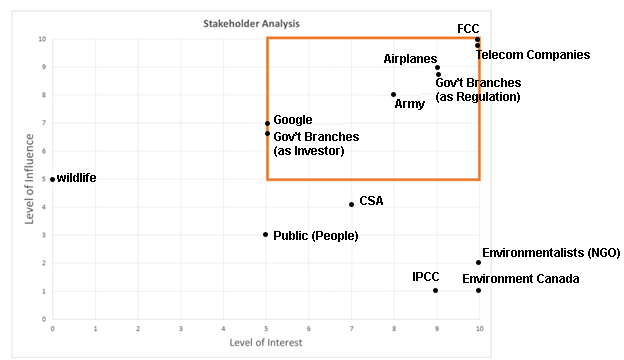 Stakeholder Analysis
FCC
10
Telecom Companies
Airplanes
9
Gov't Branches
(as Regulation)
8
Army
Google
7
Gov't Branches
(as Investor)
6
wildlife
5
CSA
4
Public (People)
3
Environmentalists (NGO)
2
IPCC
Environment Canada
1
0
0 1 2 3 4 5 6 7 8 9 10
Level of Interest
Level of Influence